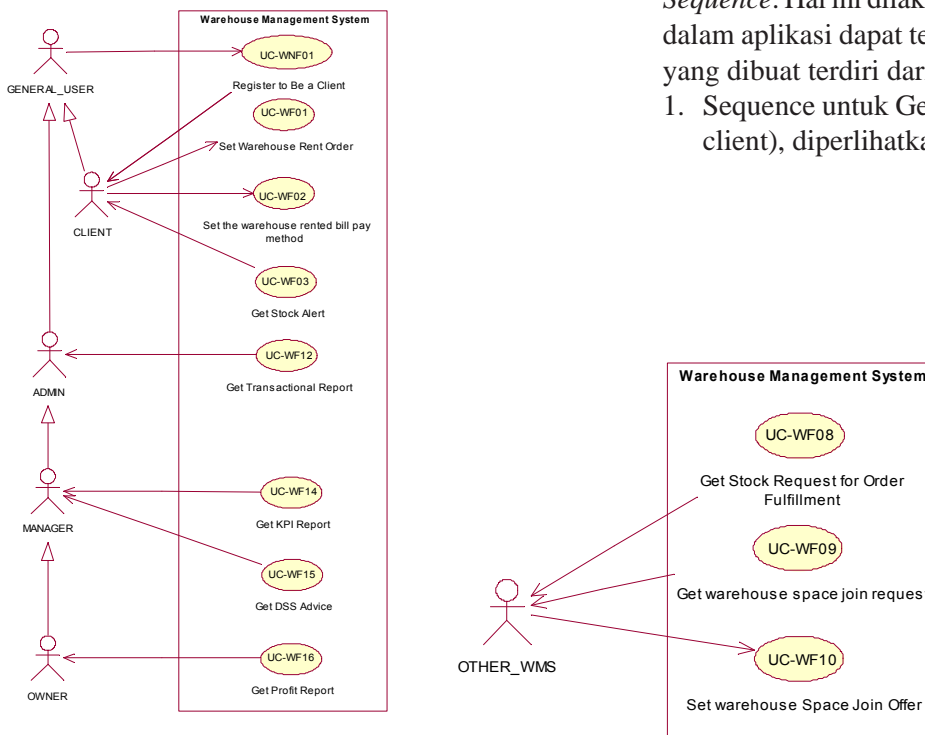 Warehouse Management System
UC-WNF01
GENERAL_USER
Register to Be a Client
UC-WF01
Set Warehouse Rent Order
UC-WF02
CLIENT
Set the warehouse rented bill pay
method
UC-WF03
Get Stock Alert
UC-WF12
ADMIN
Get Transactional Report
UC-WF14
MANAGER
Get KPI Report
UC-WF15
Get DSS Advice
UC-WF16
OWNER
Get Profit Report
dalam aplikasi dapat te
yang dibuat terdiri dar
1. Sequence untuk Ge
client), diperlihatka
Warehouse Management System
UC-WF08
Get Stock Request for Order
Fulfillment
UC-WF09
Get warehouse space join reques
OTHER_WMS
UC-WF10
Set warehouse Space Join Offer